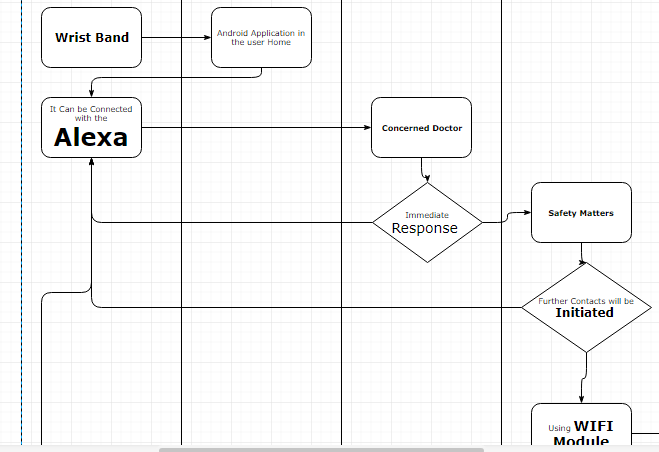 Wrist Band
Android Application in
the user Home
It Can be Connected
with the
Alexa
Concerned Doctor
Immediate
Response
Safety Matters
Further Contacts will be
Initiated
Using WIFI
Module